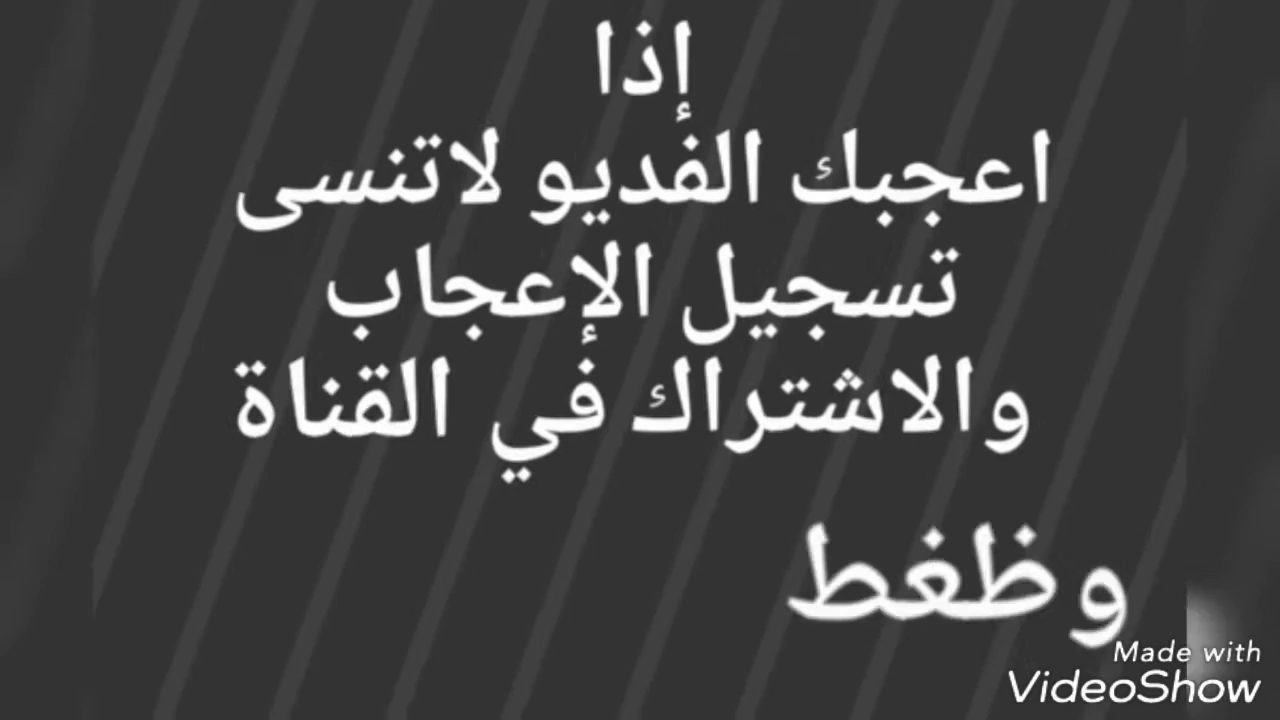 إذا
اعجبك الفديو لاتنسى
تسجيل الإعجاب
والاشتراك في القناة
وظغط
Made with
VideoShow